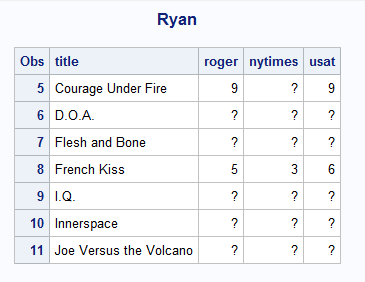 Ryan
Obs title roger nytimes usat
5 Courage Under Fire 9 ? 9
6 D.O.A. ? ? ?
7 Flesh and Bone ? ? ?
8 French Kiss 5 3 6
9 I.Q. ? ? ?
10 Innerspace ? ? ?
11 Joe Versus the Volcano ? ? ?